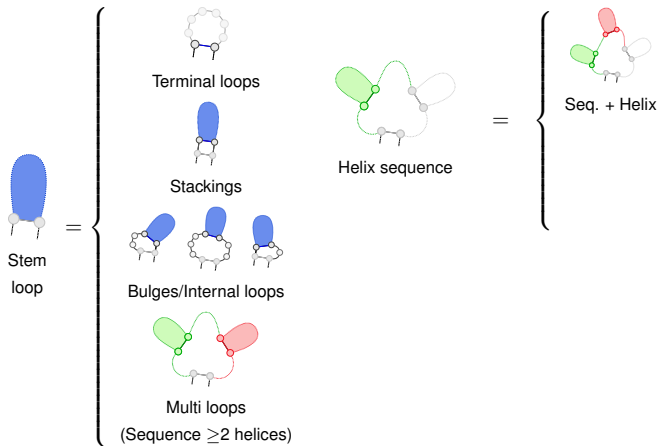 Terminal loops
Stackings
Bulges/Internal loops
Multi loops
(Sequence ≥2 helices)
Stem
loop
=
Helix sequence
=
Seq. + Helix